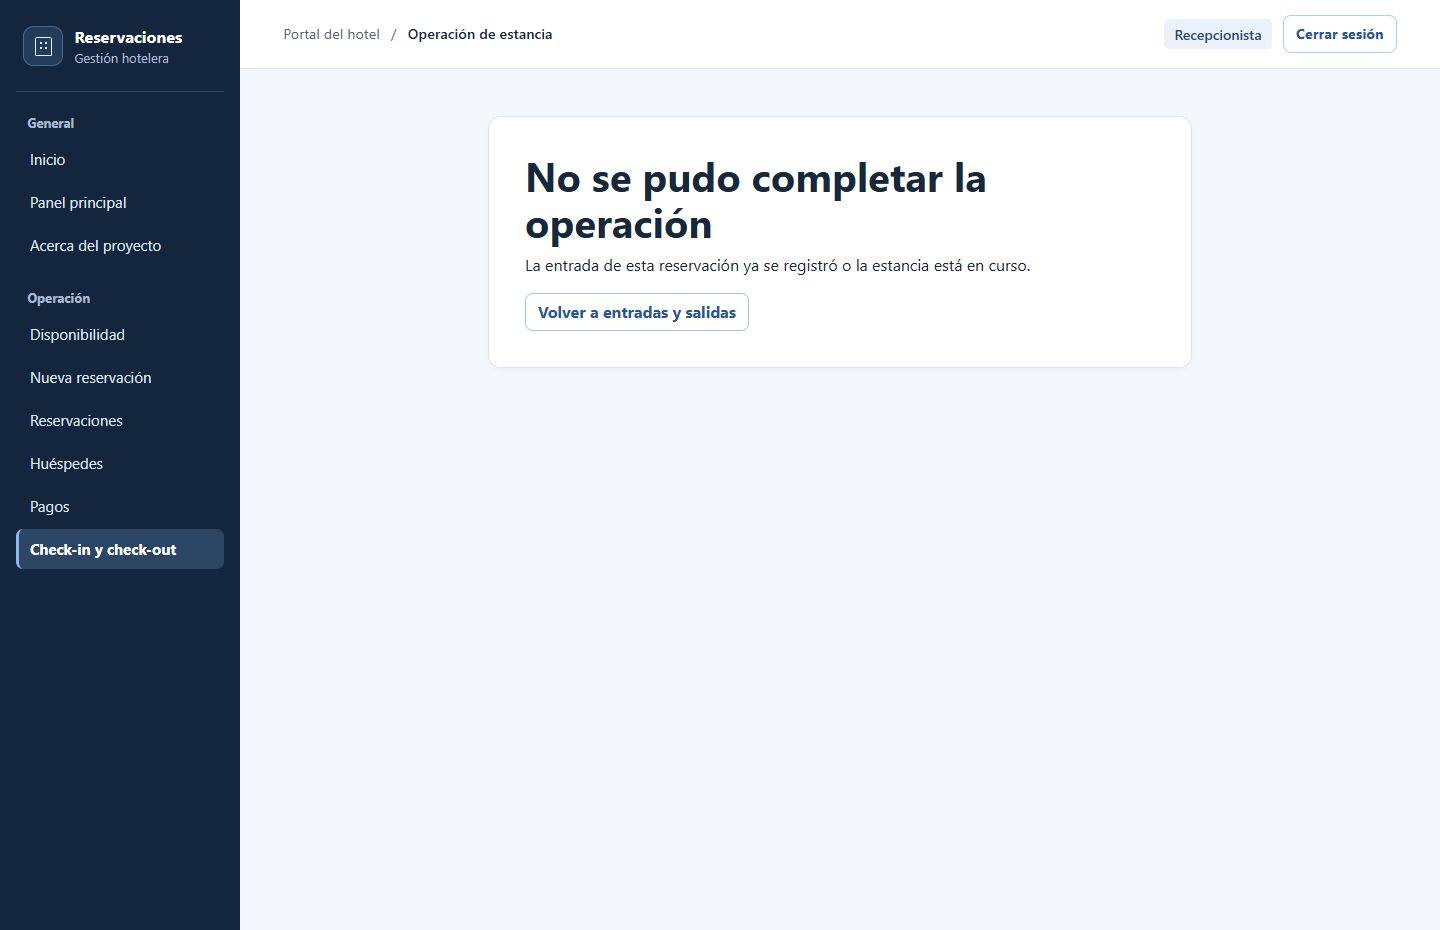 Reservaciones
Gestión hotelera
General
Inicio
Panel principal
Acerca del proyecto
Operación
Disponibilidad
Nueva reservación
Reservaciones
Huéspedes
Pagos
Check-in y check-out
Portal del hotel / Operación de estancia
Recepcionista
Cerrar sesión
No se pudo completar la
operación
La entrada de esta reservación ya se registró o la estancia está en curso.
Volver a entradas y salidas